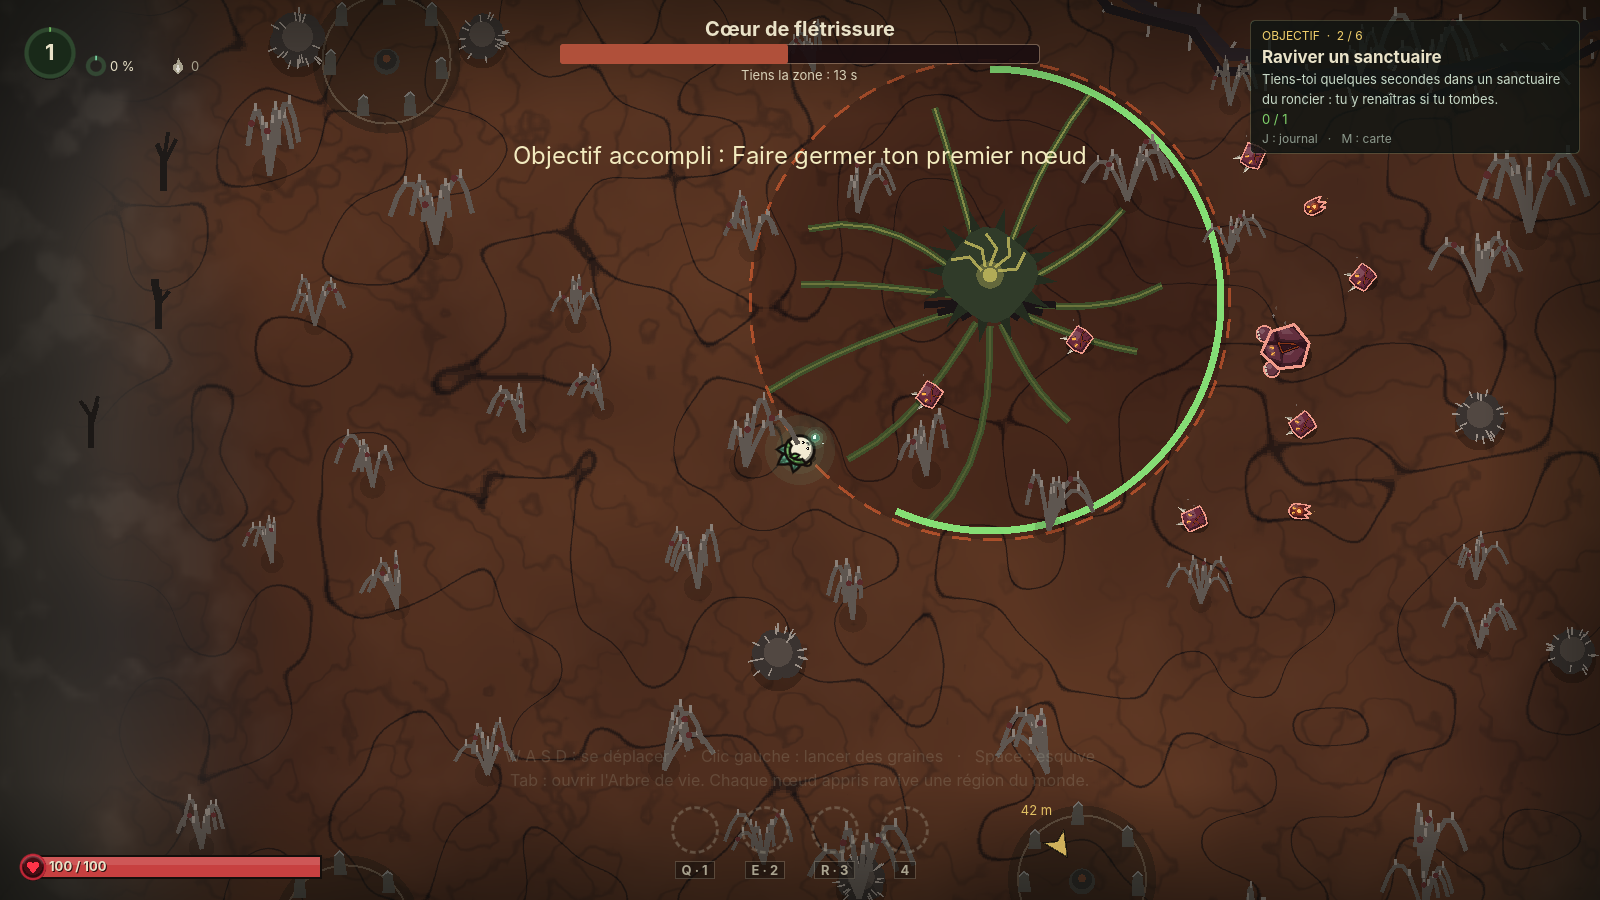 Cœur de flétrissure
Tiens la zone : 13 s
1
0 %
0
OBJECTIF · 2 / 6
Raviver un sanctuaire
Tiens-toi quelques secondes dans un sanctuaire
du roncier : tu y renaîtras si tu tombes.
0 / 1
J : journal · M : carte
Objectif accompli : Faire germer ton premier nœud
W A S D : se déplacer · Clic gauche : lancer des graines · Space : esquive
Tab : ouvrir l'Arbre de vie. Chaque nœud appris ravive une région du monde.
42 m
100 / 100
Q · 1
E · 2
R · 3
4